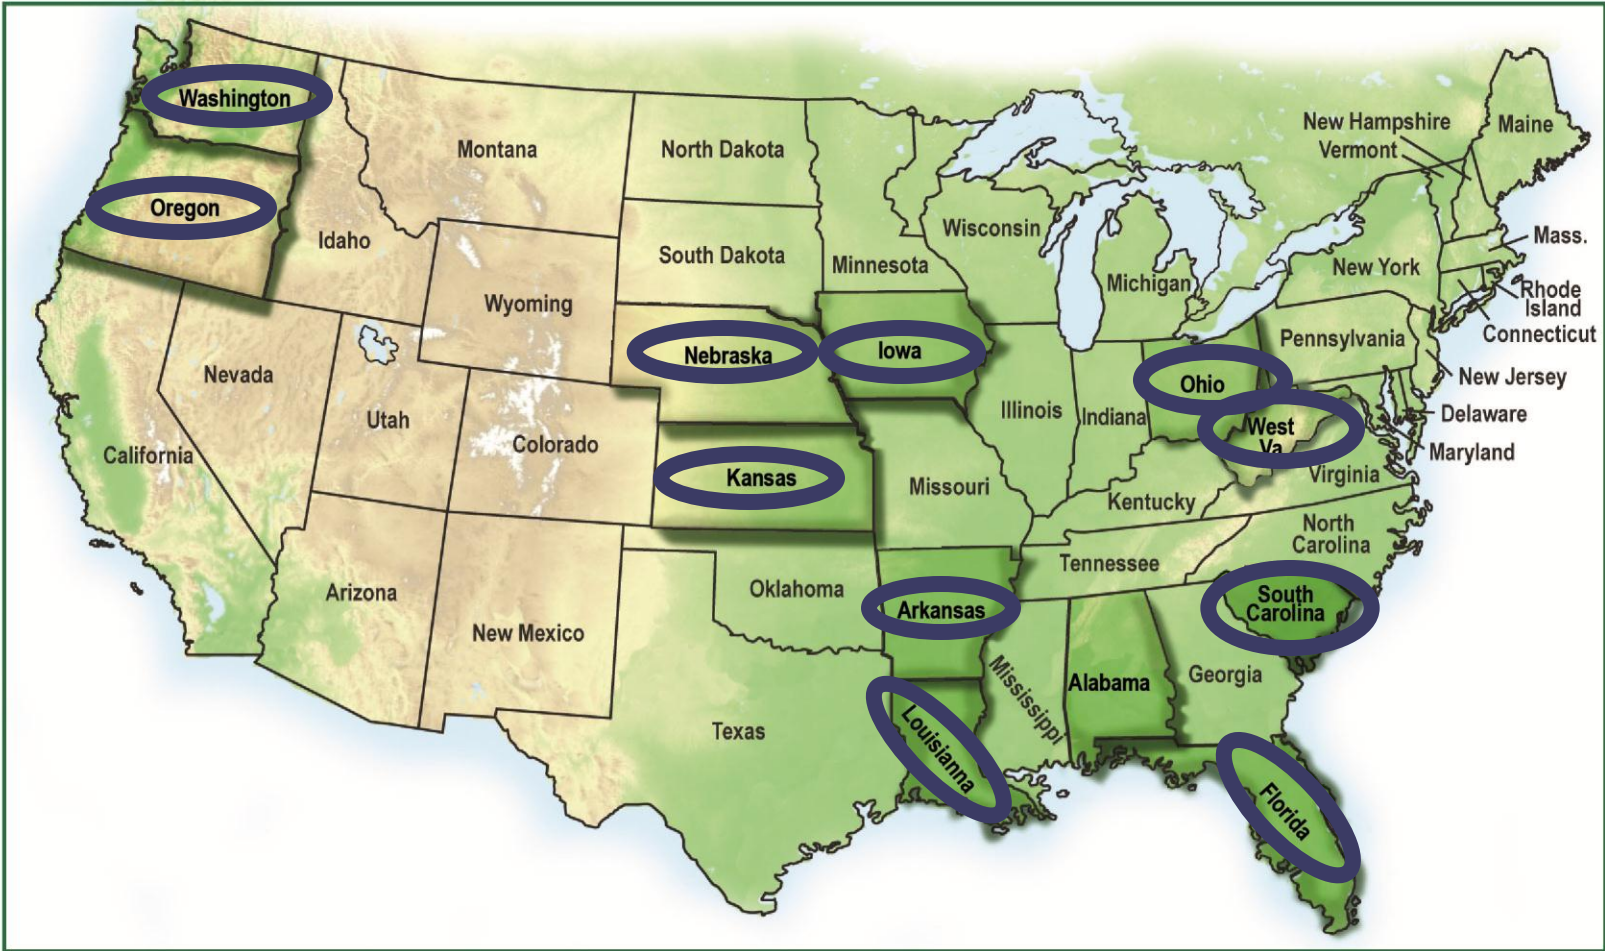 Washington
Montana
North Dakota
Oregon
Idaho
South Dakota
Minnesota
Wisconsin
Michigan
New Hampshire
Vermont
Maine
Mass.
New York
Rhode
Island
Connecticut
Wyoming
Nebraska
Iowa
Pennsylvania
New Jersey
Nevada
Utah
Colorado
Illinois
Indiana
Ohio
West
Va
Delaware
Maryland
California
Kansas
Missouri
Kentucky
Virginia
North
Carolina
Arizona
New Mexico
Oklahoma
Arkansas
Tennessee
South
Carolina
Texas
Louisianna
Mississippi
Alabama
Georgia
Florida